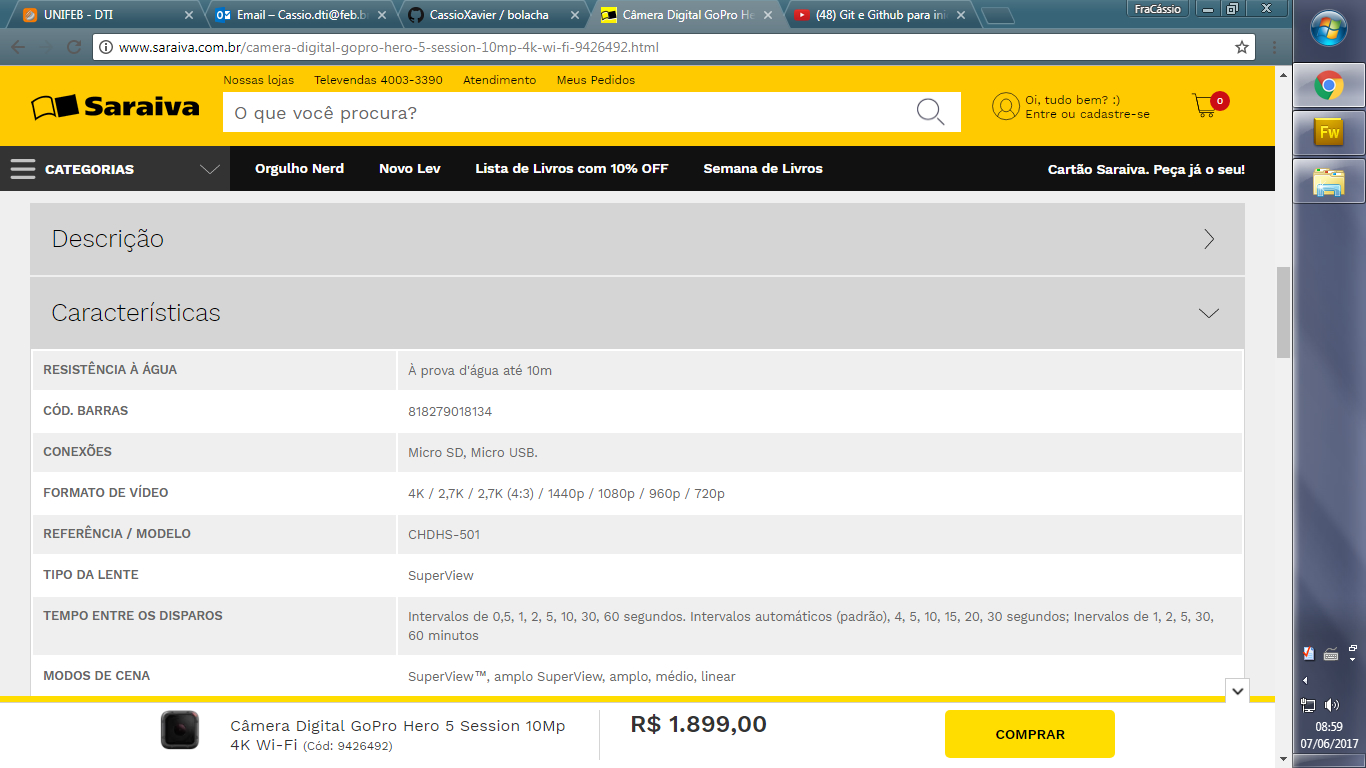 UNIFEB - DTI
Email – Cassio.dti@feb.br
CassioXavier / bolacha
Câmera Digital GoPro He
(48) Git e Github para ini
FraCássio
www.saraiva.com.br/camera-digital-gopro-hero-5-session-10mp-4k-wi-fi-9426492.html
Nossas lojas Televendas 4003-3390 Atendimento Meus Pedidos
Saraiva
O que você procura?
Oi, tudo bem? :)
Entre ou cadastre-se
0
CATEGORIAS
Orgulho Nerd Novo Lev Lista de Livros com 10% OFF Semana de Livros
Cartão Saraiva. Peça já o seu!
Descrição
Características
RESISTÊNCIA À ÁGUA À prova d'água até 10m
CÓD. BARRAS 818279018134
CONEXÕES Micro SD, Micro USB.
FORMATO DE VÍDEO 4K / 2,7K / 2,7K (4:3) / 1440p / 1080p / 960p / 720p
REFERÊNCIA / MODELO CHDHS-501
TIPO DA LENTE SuperView
TEMPO ENTRE OS DISPAROS Intervalos de 0,5, 1, 2, 5, 10, 30, 60 segundos. Intervalos automáticos (padrão), 4, 5, 10, 15, 20, 30 segundos; Inervalos de 1, 2, 5, 30,
60 minutos
MODOS DE CENA SuperView™, amplo SuperView, amplo, médio, linear
Câmera Digital GoPro Hero 5 Session 10Mp
4K Wi-Fi (Cód: 9426492)
R$ 1.899,00
COMPRAR
Fw
08:59
07/06/2017